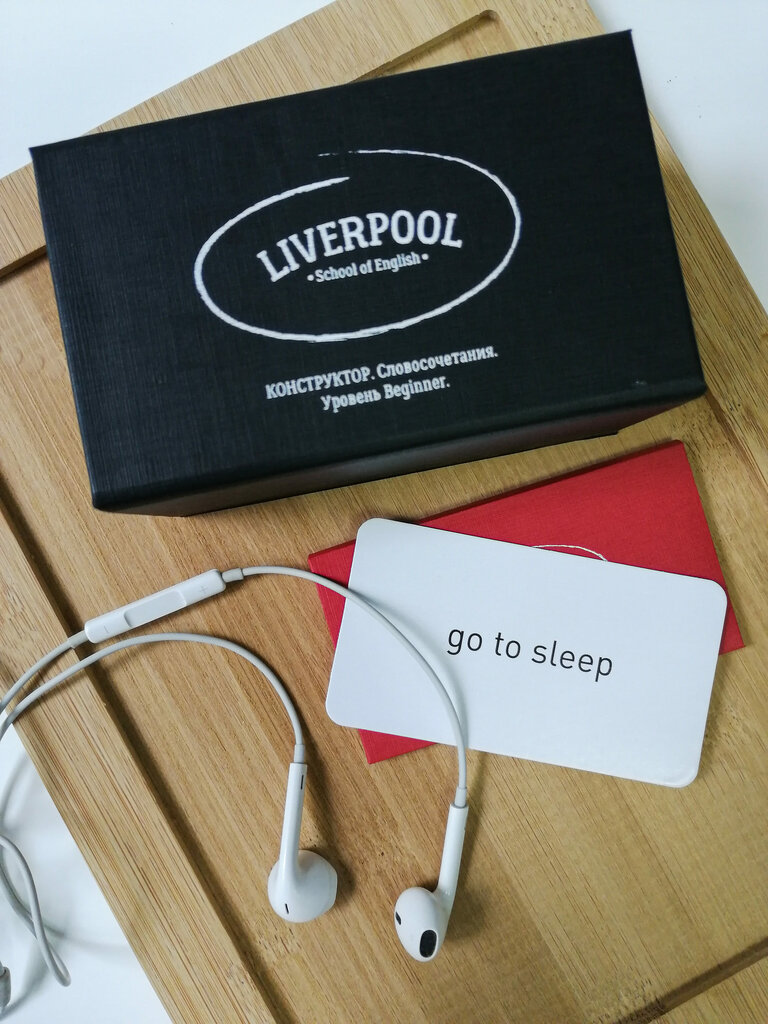 LIVERPOOL
•School of English•
КОНСТРУКТОР. Словосочетания.
Уровень Beginner.
go to sleep